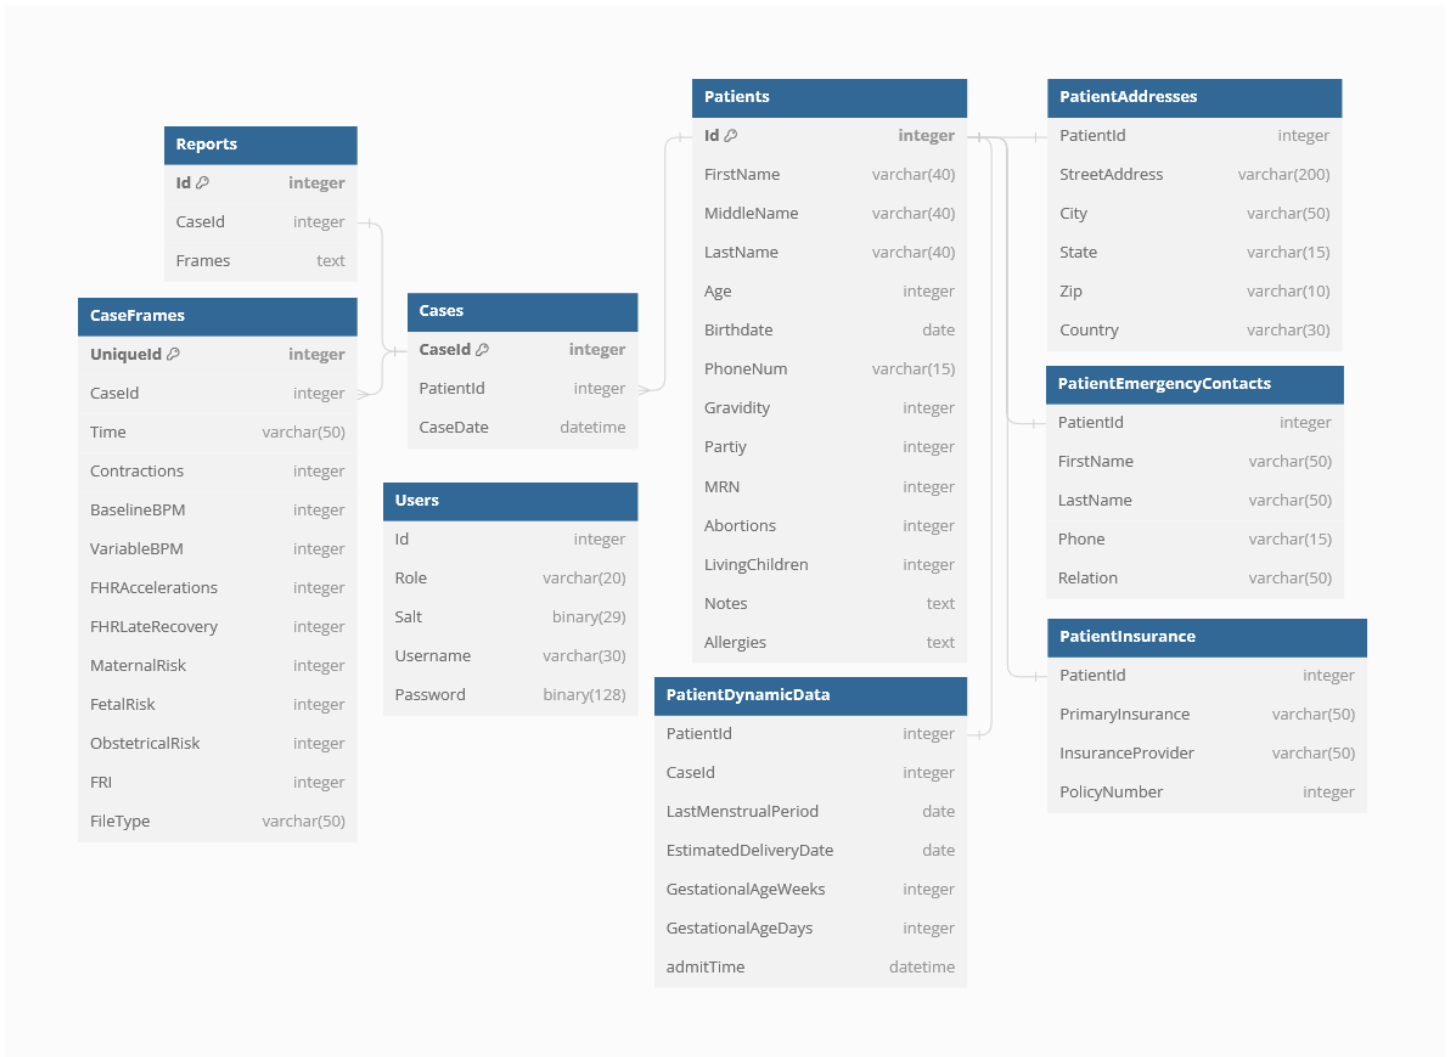 Reports
Id integer
CaseId integer
Frames text
CaseFrames
UniqueId integer
CaseId integer
Time varchar(50)
Contractions integer
BaselineBPM integer
VariableBPM integer
FHRAccelerations integer
FHRLateRecovery integer
MaternalRisk integer
FetalRisk integer
ObstetricalRisk integer
FRI integer
FileType varchar(50)
Cases
CaseId integer
PatientId integer
CaseDate datetime
Users
Id integer
Role varchar(20)
Salt binary(29)
Username varchar(30)
Password binary(128)
Patients
Id integer
FirstName varchar(40)
MiddleName varchar(40)
LastName varchar(40)
Age integer
Birthdate date
PhoneNum varchar(15)
Gravidity integer
Partiy integer
MRN integer
Abortions integer
LivingChildren integer
Notes text
Allergies text
PatientDynamicData
PatientId integer
CaseId integer
LastMenstrualPeriod date
EstimatedDeliveryDate date
GestationalAgeWeeks integer
GestationalAgeDays integer
admitTime datetime
PatientAddresses
PatientId integer
StreetAddress varchar(200)
City varchar(50)
State varchar(15)
Zip varchar(10)
Country varchar(30)
PatientEmergencyContacts
PatientId integer
FirstName varchar(50)
LastName varchar(50)
Phone varchar(15)
Relation varchar(50)
PatientInsurance
PatientId integer
PrimaryInsurance varchar(50)
InsuranceProvider varchar(50)
PolicyNumber integer